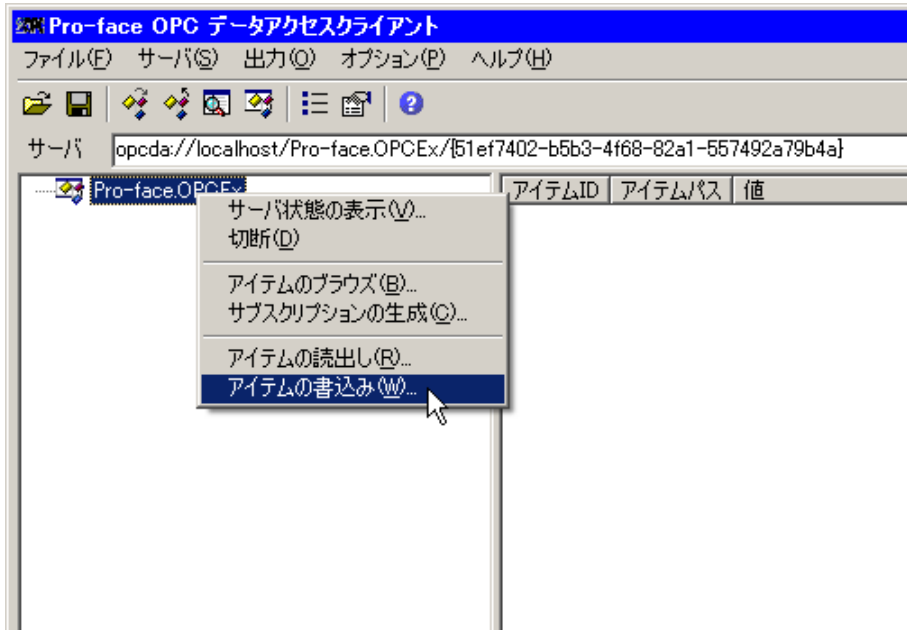 Pro-face OPC データアクセスクライアント
ファイル(F) サーバ(S) 出力(O) オプション(P) ヘルプ(H)
サーバ opcda://localhost/Pro-face.OPCEx/{51ef7402-b5b3-4f68-82a1-557492a79b4a}
Pro-face.OPCEx
アイテムID アイテムパス 値
サーバ状態の表示(V)...
切断(D)
アイテムのブラウズ(B)...
サブスクリプションの生成(C)...
アイテムの読出し(R)...
アイテムの書込み(W)...